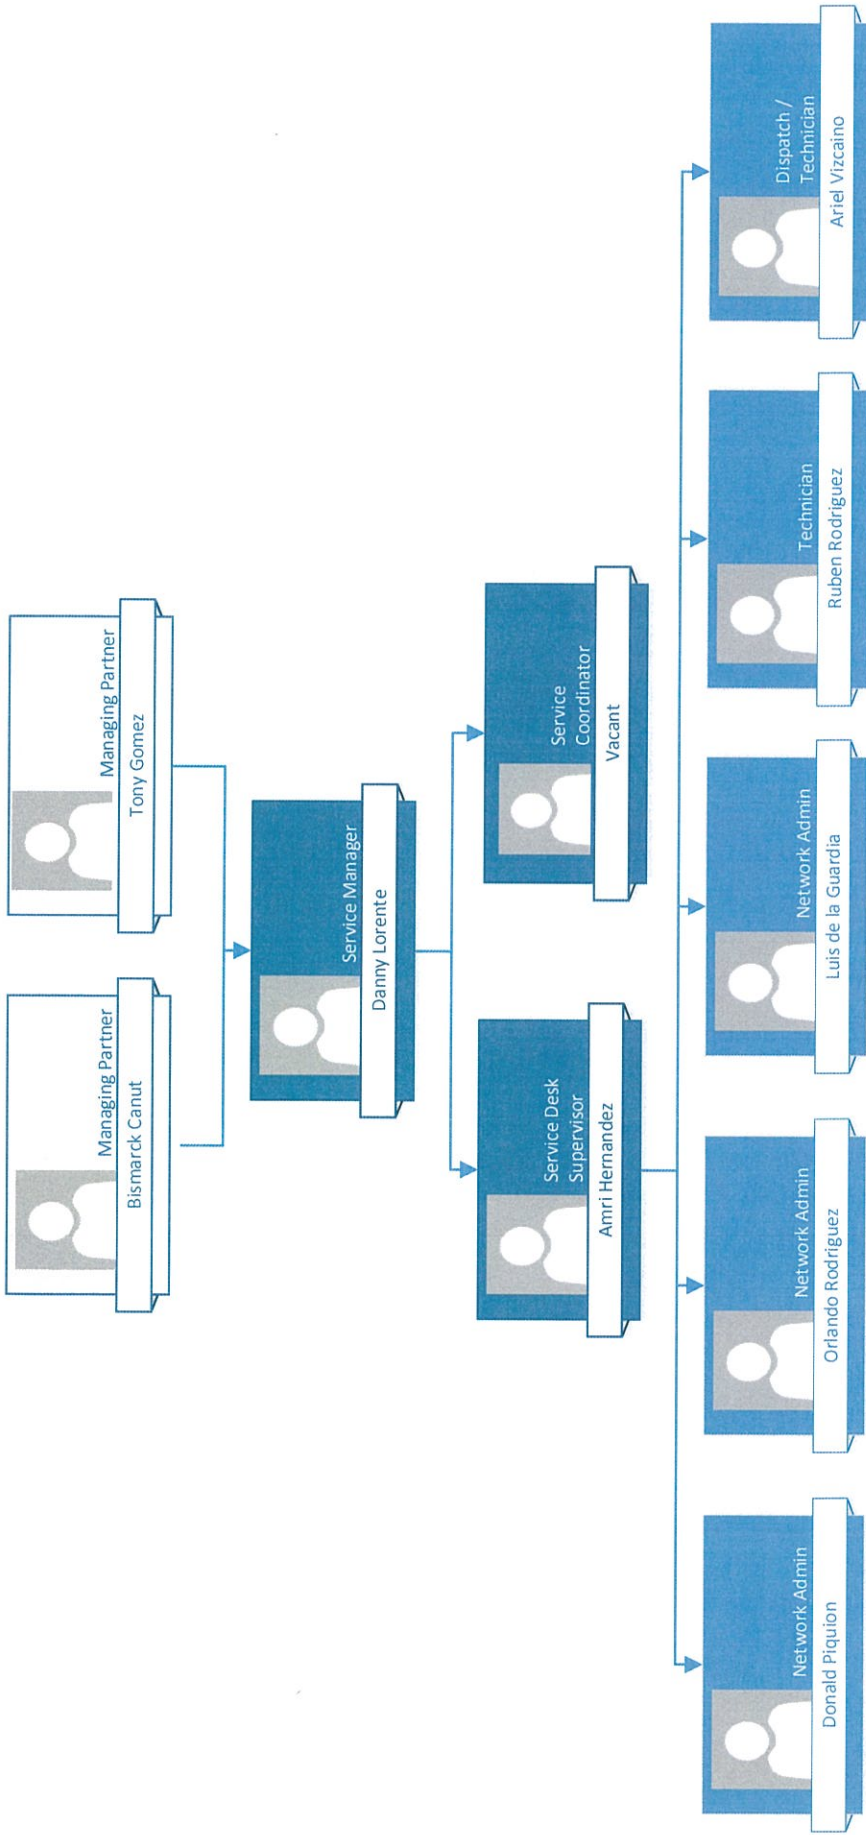 Managing Partner
Bismarck Canut
Managing Partner
Tony Gomez
Service Manager
Danny Lorente
Service Desk
Supervisor
Amri Hernandez
Service
Coordinator
Vacant
Network Admin
Donald Piquion
Network Admin
Orlando Rodriguez
Network Admin
Luis de la Guardia
Technician
Ruben Rodriguez
Dispatch /
Technician
Ariel Vizcaino